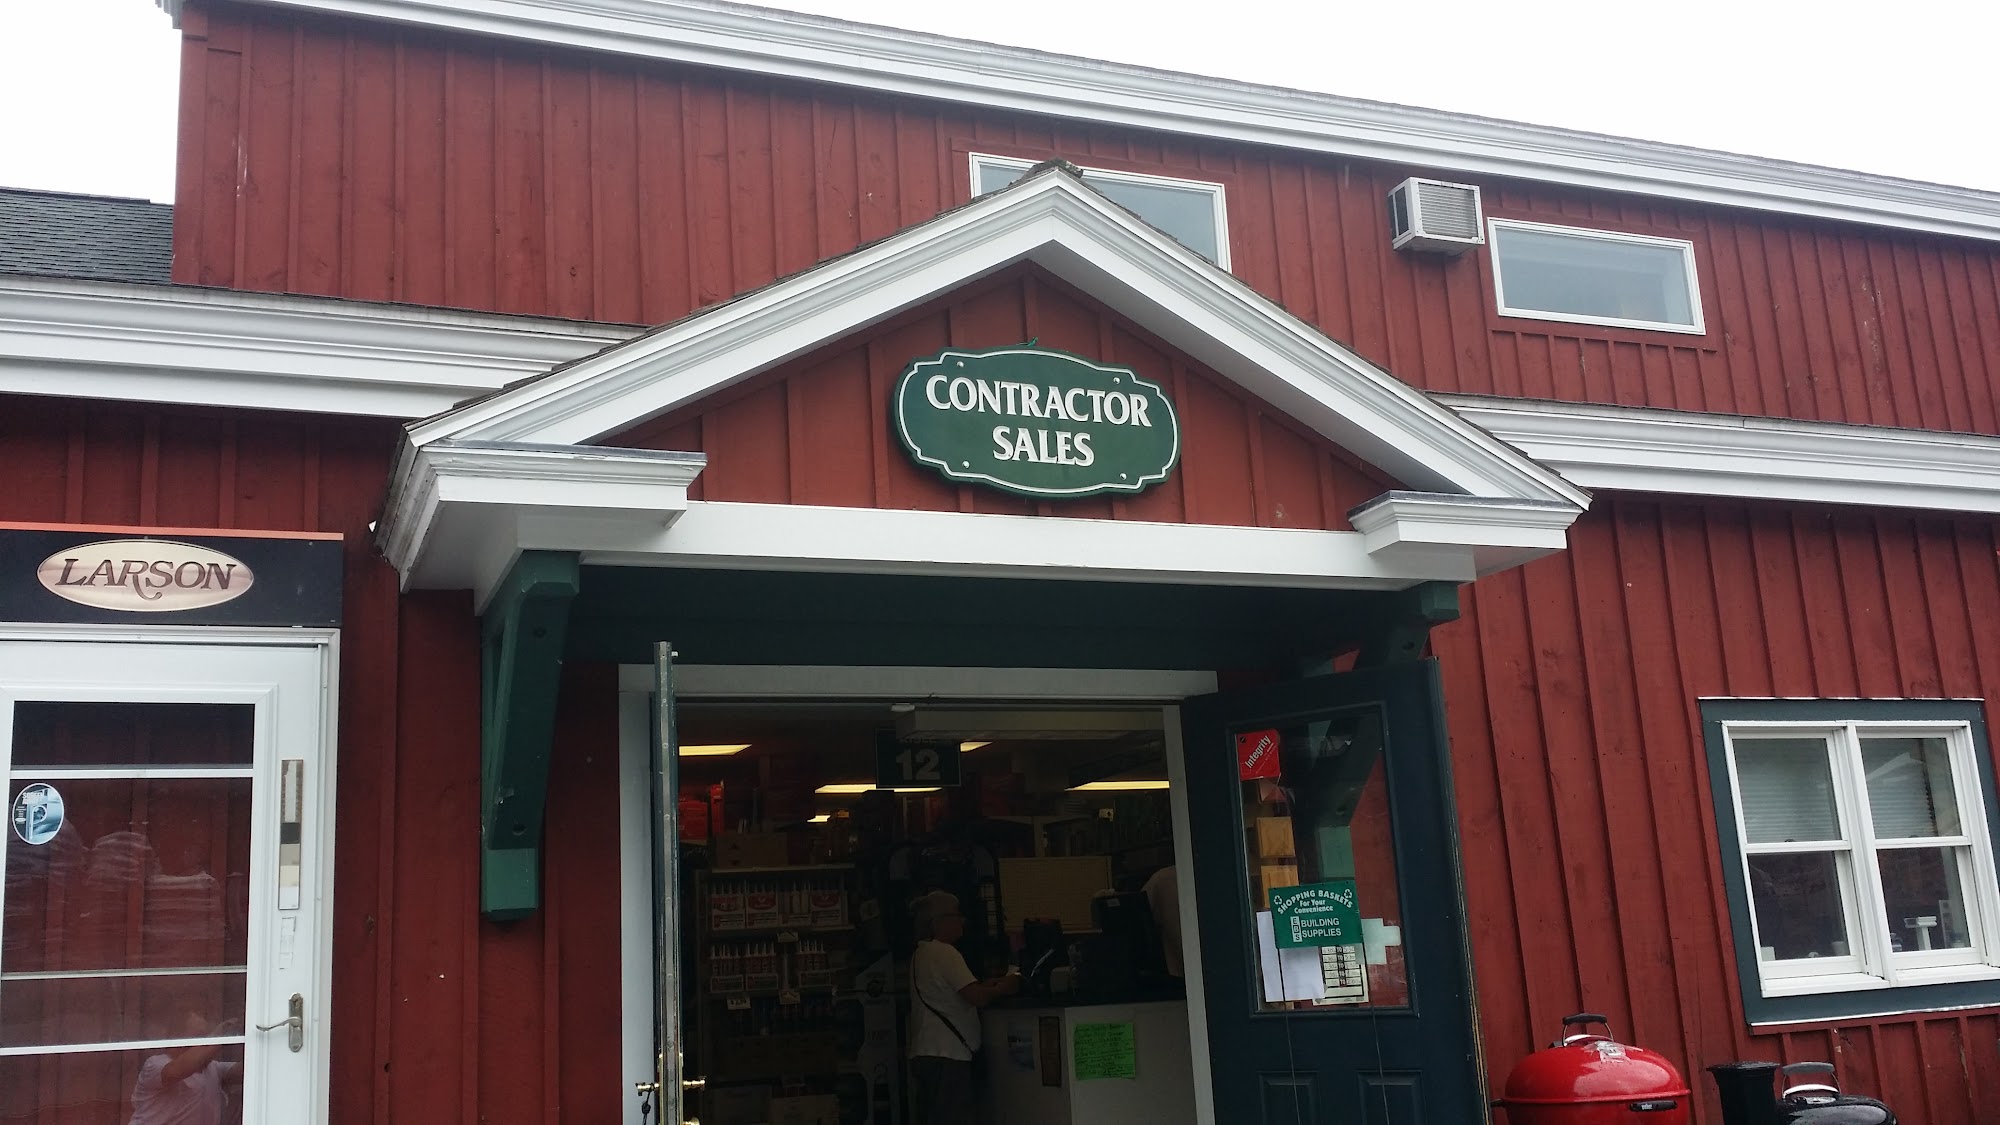 CONTRACTOR
SALES
LARSON
12
Integrity
SHOPPING BASKETS
For Your
Convenience
EBS BUILDING
SUPPLIES